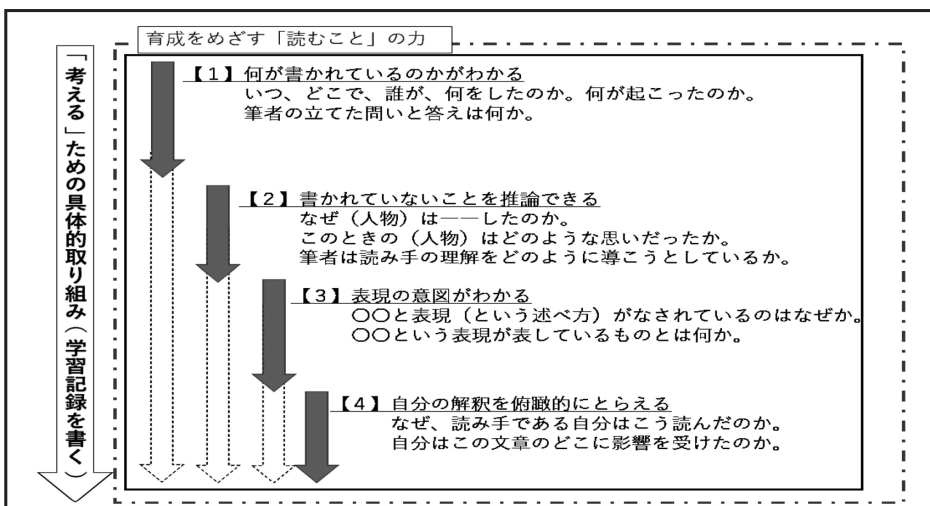 育成をめざす「読むこと」の力
「考える」ための具体的取り組み(学習記録を書く)
【1】何が書かれているのかがわかる
いつ、どこで、誰が、何をしたのか。何が起こったのか。
筆者の立てた問いと答えは何か。
【2】書かれていないことを推論できる
なぜ(人物)は――したのか。
このときの(人物)はどのような思いだったか。
筆者は読み手の理解をどのように導こうとしているか。
【3】表現の意図がわかる
〇〇と表現(という述べ方)がなされているのはなぜか。
〇〇という表現が表しているものとは何か。
【4】自分の解釈を俯瞰的にとらえる
なぜ、読み手である自分はこう読んだのか。
自分はこの文章のどこに影響を受けたのか。